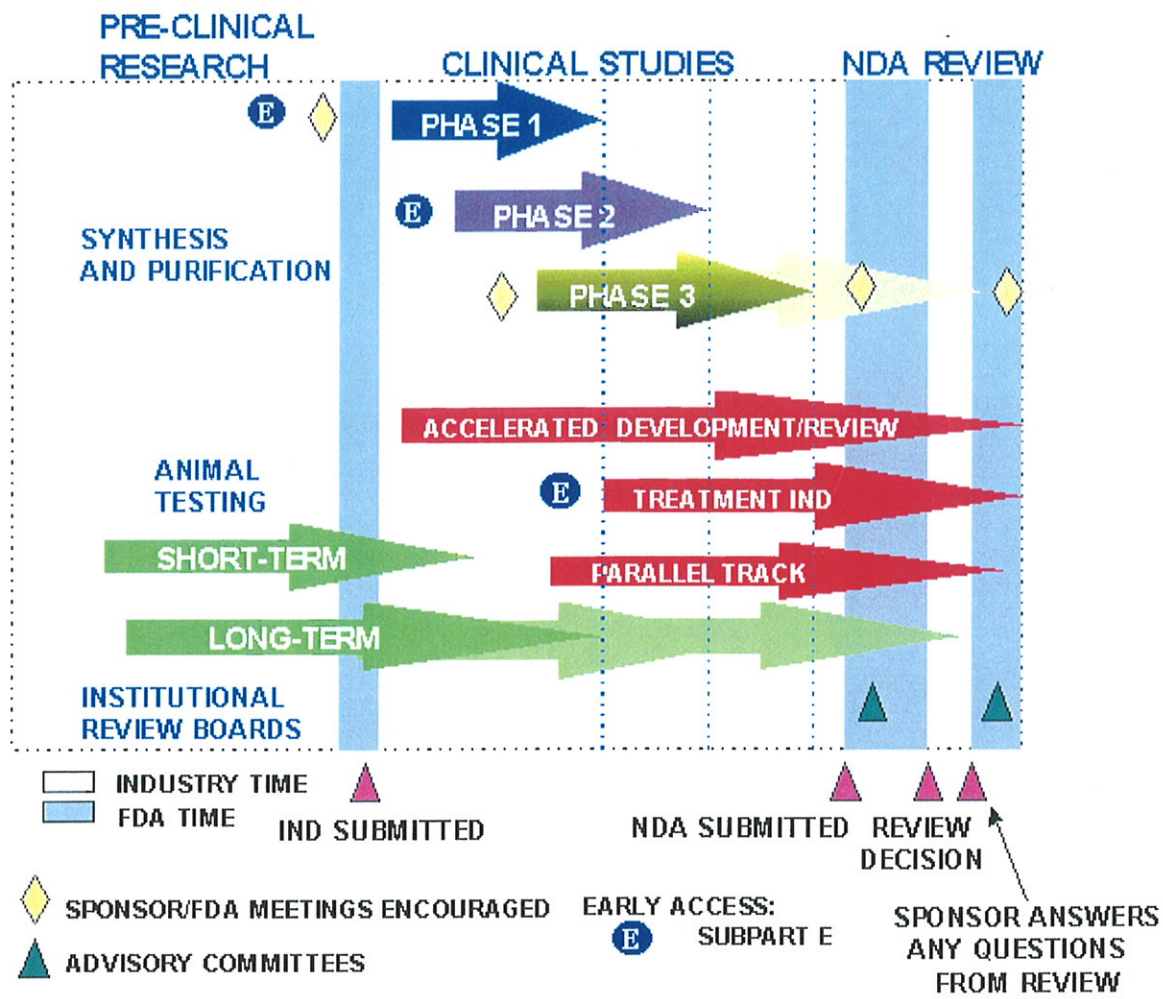 PRE-CLINICAL
RESEARCH
CLINICAL STUDIES
NDA REVIEW
E
PHASE 1
E
PHASE 2
SYNTHESIS
AND PURIFICATION
PHASE 3
ACCELERATED DEVELOPMENT/REVIEW
ANIMAL
TESTING
E
TREATMENT IND
SHORT-TERM
PARALLEL TRACK
LONG-TERM
INSTITUTIONAL
REVIEW BOARDS
INDUSTRY TIME
FDA TIME
IND SUBMITTED
NDA SUBMITTED
REVIEW
DECISION
SPONSOR/FDA MEETINGS ENCOURAGED
ADVISORY COMMITTEES
EARLY ACCESS:
E SUBPART E
SPONSOR ANSWERS
ANY QUESTIONS
FROM REVIEW